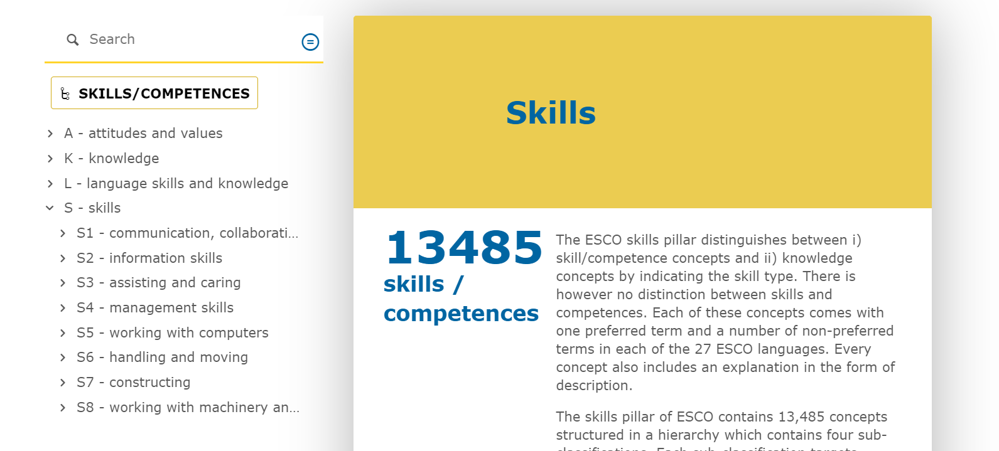 Search
SKILLS/COMPETENCES
A - attitudes and values
K - knowledge
L - language skills and knowledge
S - skills
S1 - communication, collaborati...
S2 - information skills
S3 - assisting and caring
S4 - management skills
S5 - working with computers
S6 - handling and moving
S7 - constructing
S8 - working with machinery an...
Skills
13485
skills /
competences
The ESCO skills pillar distinguishes between i)
skill/competence concepts and ii) knowledge
concepts by indicating the skill type. There is
however no distinction between skills and
competences. Each of these concepts comes with
one preferred term and a number of non-preferred
terms in each of the 27 ESCO languages. Every
concept also includes an explanation in the form of
description.
The skills pillar of ESCO contains 13,485 concepts
structured in a hierarchy which contains four sub-
classifications. Each sub-classification targets